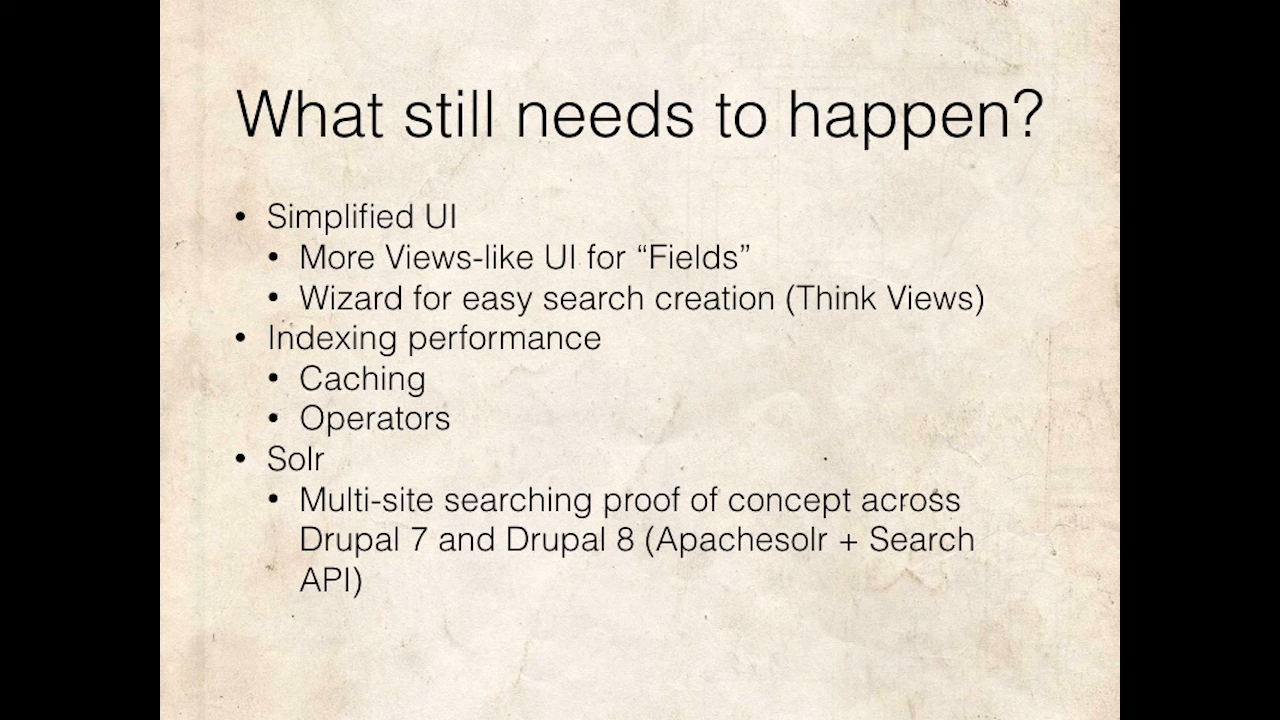 What still needs to happen?
• Simplified UI
• More Views-like UI for “Fields”
• Wizard for easy search creation (Think Views)
• Indexing performance
• Caching
• Operators
• Solr
• Multi-site searching proof of concept across
Drupal 7 and Drupal 8 (Apachesolr + Search
API)